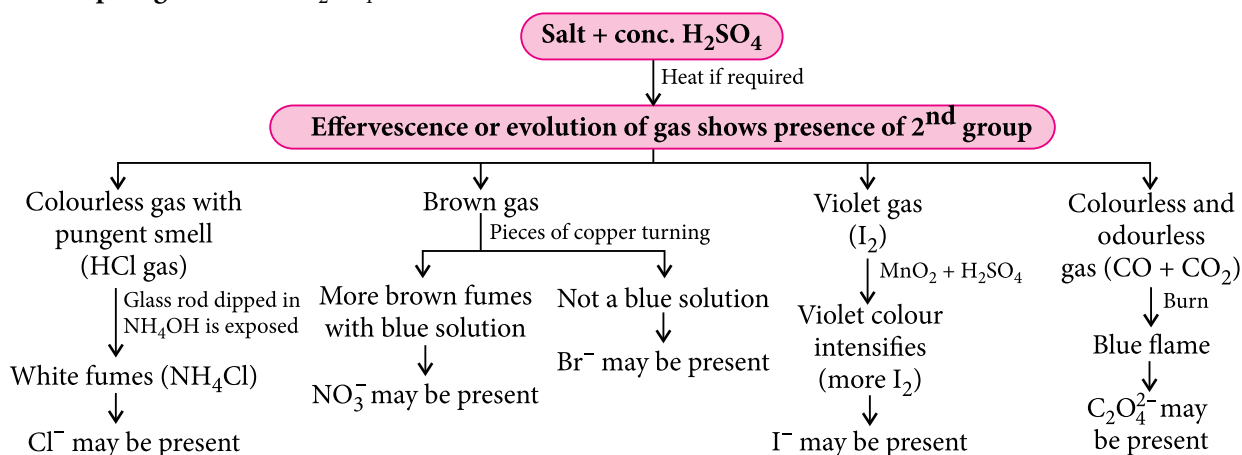 Salt + conc. H₂SO₄
Heat if required
Effervescence or evolution of gas shows presence of 2ⁿᵈ group
Colourless gas with
pungent smell
(HCl gas)
Glass rod dipped in
NH₄OH is exposed
White fumes (NH₄Cl)
Cl⁻ may be present
Brown gas
Pieces of copper turning
More brown fumes
with blue solution
NO₃⁻ may be present
Not a blue solution
Br⁻ may be present
Violet gas
(I₂)
MnO₂ + H₂SO₄
Violet colour
intensifies
(more I₂)
I⁻ may be present
Colourless and
odourless
gas (CO + CO₂)
Burn
Blue flame
C₂O₄²⁻ may
be present